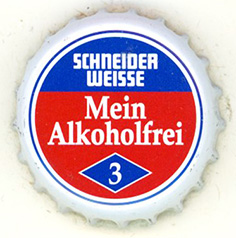 SCHNEIDER
WEISSE
Mein
Alkoholfrei
3